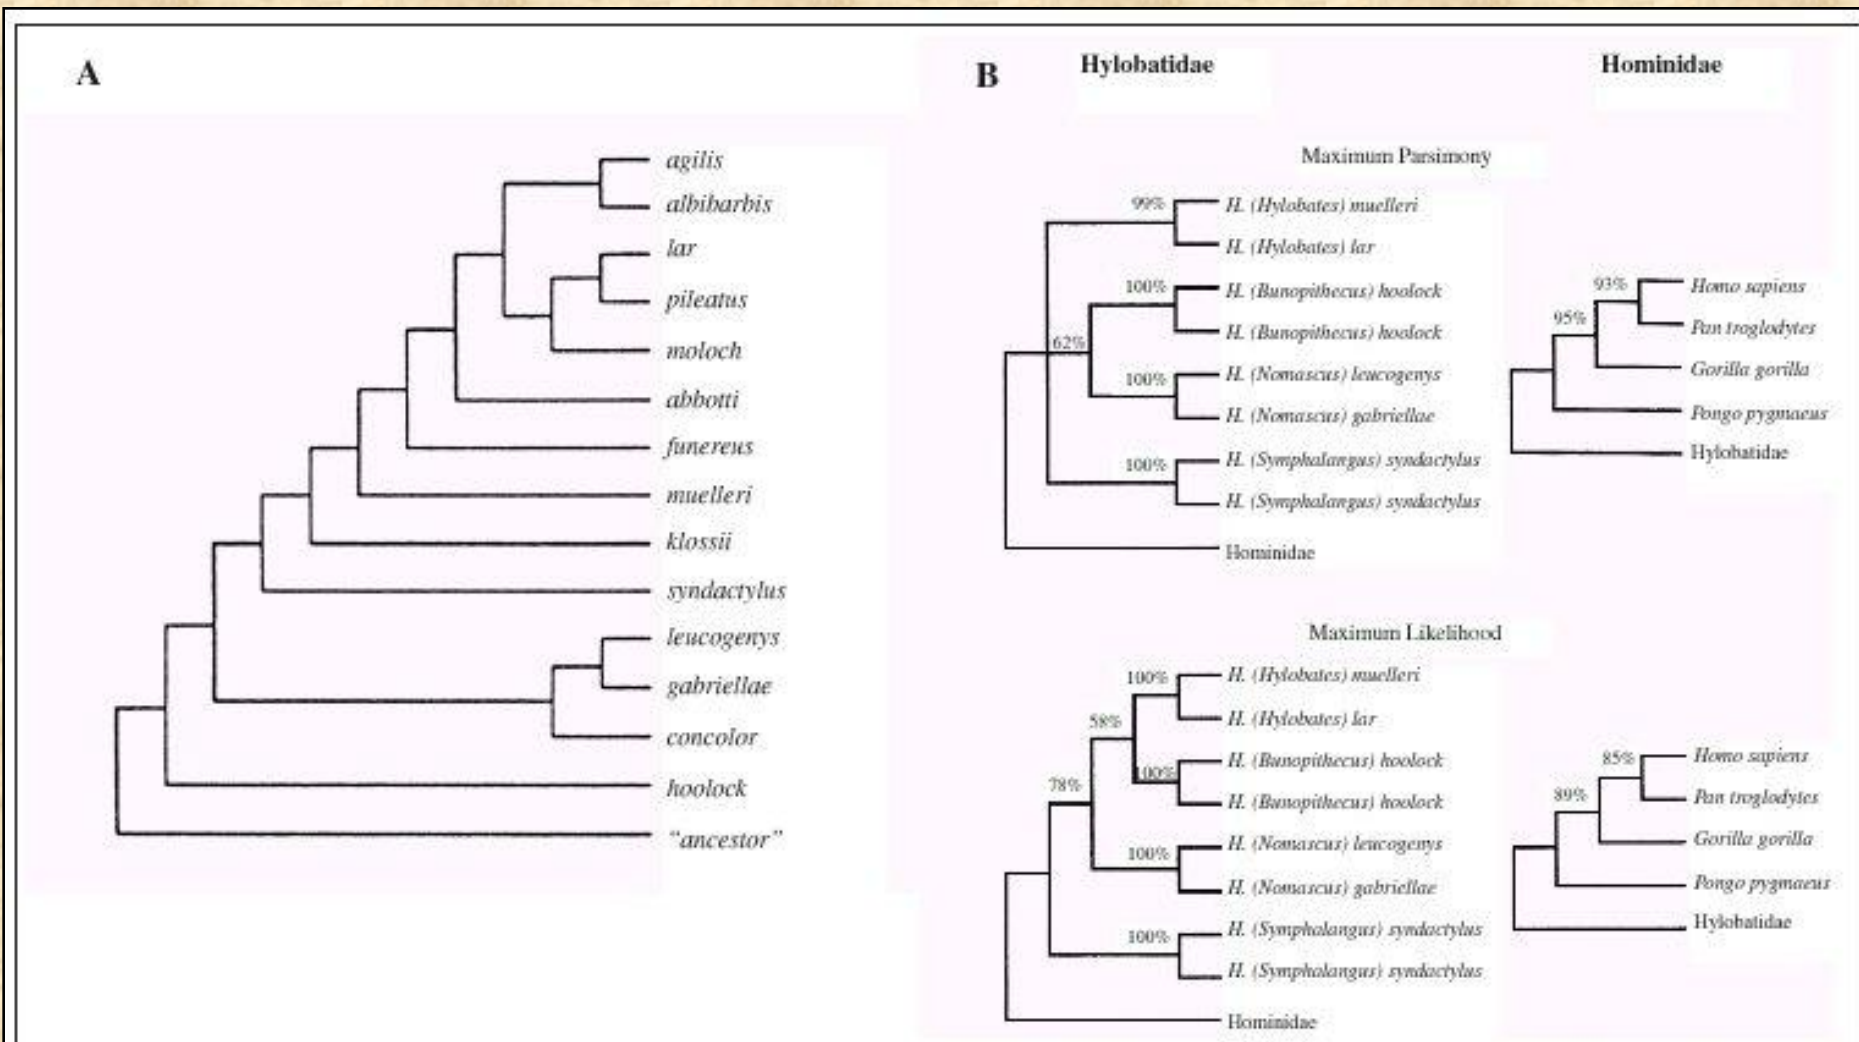 A
agilis
albibarbis
lar
pileatus
moloch
abbotti
funereus
muelleri
klossii
syndactylus
leucogenys
gabriellae
concolor
hoolock
“ancestor”
B
Hylobatidae
Hominidae
Maximum Parsimony
99%
H. (Hylobates) muelleri
H. (Hylobates) lar
100%
H. (Bunopithecus) hoolock
H. (Bunopithecus) hoolock
62%
100%
H. (Nomascus) leucogenys
H. (Nomascus) gabriellae
100%
H. (Symphalangus) syndactylus
H. (Symphalangus) syndactylus
Hominidae
93%
Homo sapiens
95%
Pan troglodytes
Gorilla gorilla
Pongo pygmaeus
Hylobatidae
Maximum Likelihood
100%
H. (Hylobates) muelleri
58%
H. (Hylobates) lar
100%
H. (Bunopithecus) hoolock
78%
H. (Bunopithecus) hoolock
100%
H. (Nomascus) leucogenys
H. (Nomascus) gabriellae
100%
H. (Symphalangus) syndactylus
H. (Symphalangus) syndactylus
Hominidae
85%
Homo sapiens
89%
Pan troglodytes
Gorilla gorilla
Pongo pygmaeus
Hylobatidae